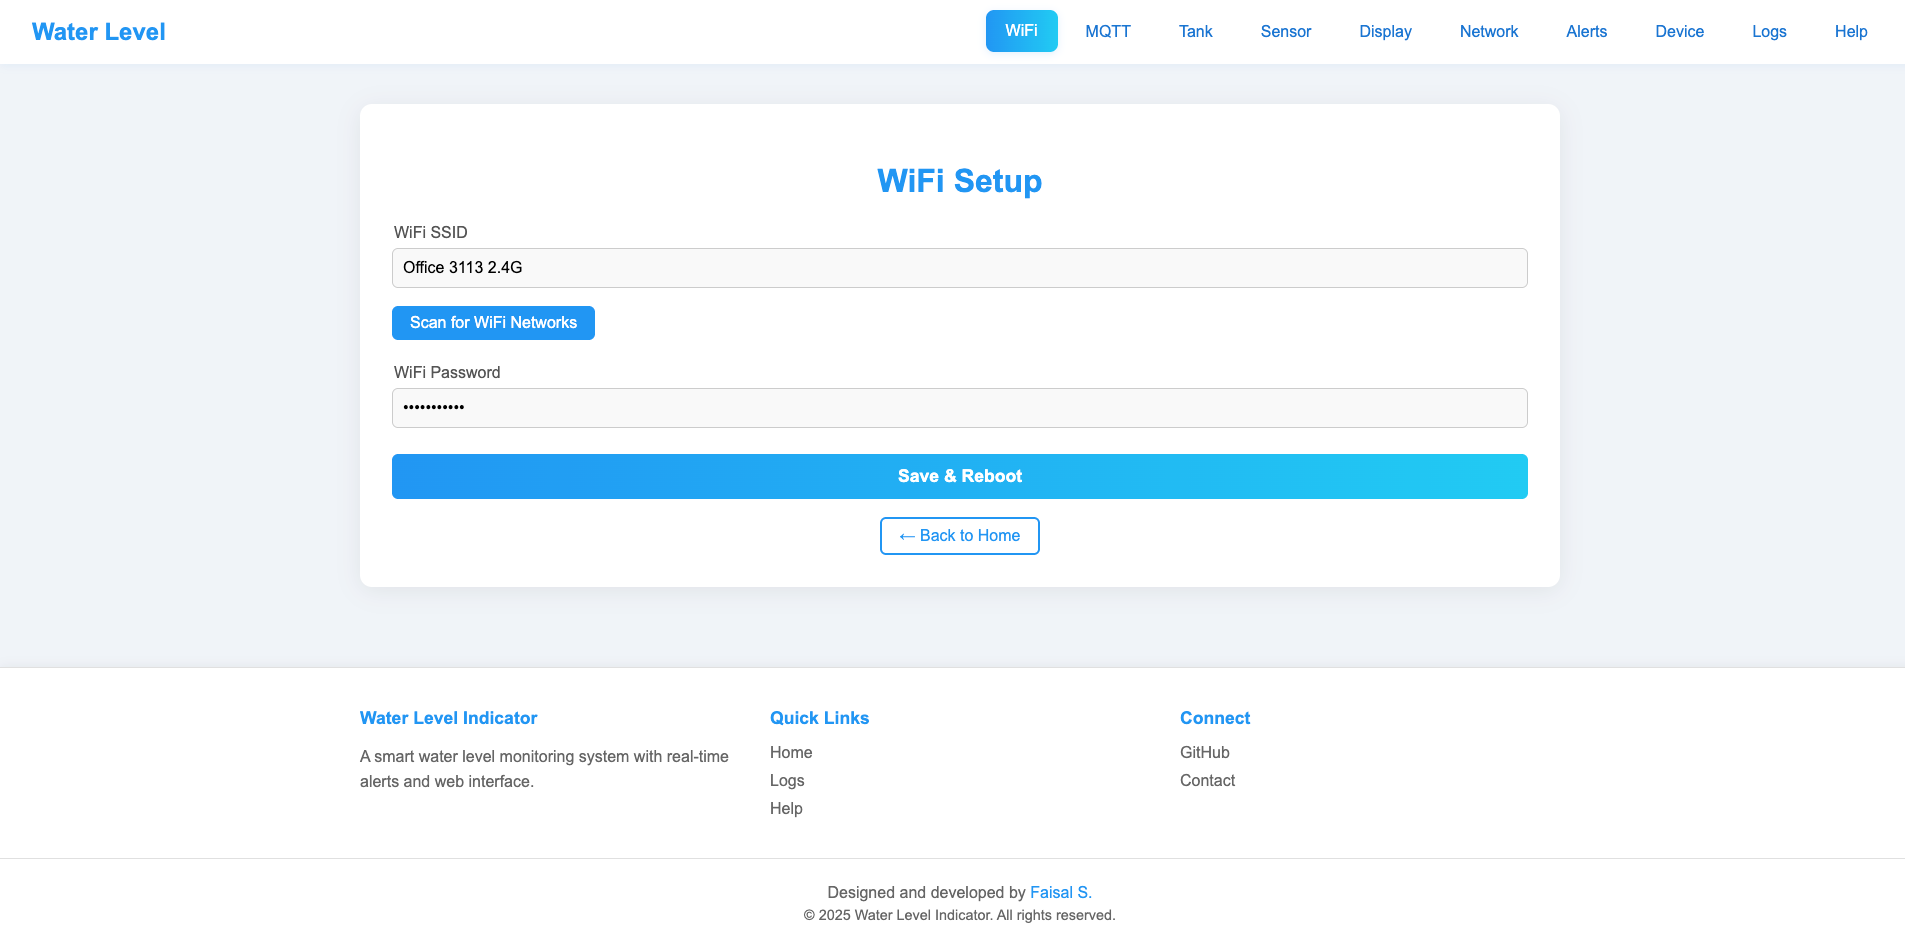 Water Level
WiFi
MQTT
Tank
Sensor
Display
Network
Alerts
Device
Logs
Help
WiFi Setup
WiFi SSID
Office 3113 2.4G
Scan for WiFi Networks
WiFi Password
•••••••••••
Save & Reboot
← Back to Home
Water Level Indicator
A smart water level monitoring system with real-time
alerts and web interface.
Quick Links
Home
Logs
Help
Connect
GitHub
Contact
Designed and developed by Faisal S.
© 2025 Water Level Indicator. All rights reserved.